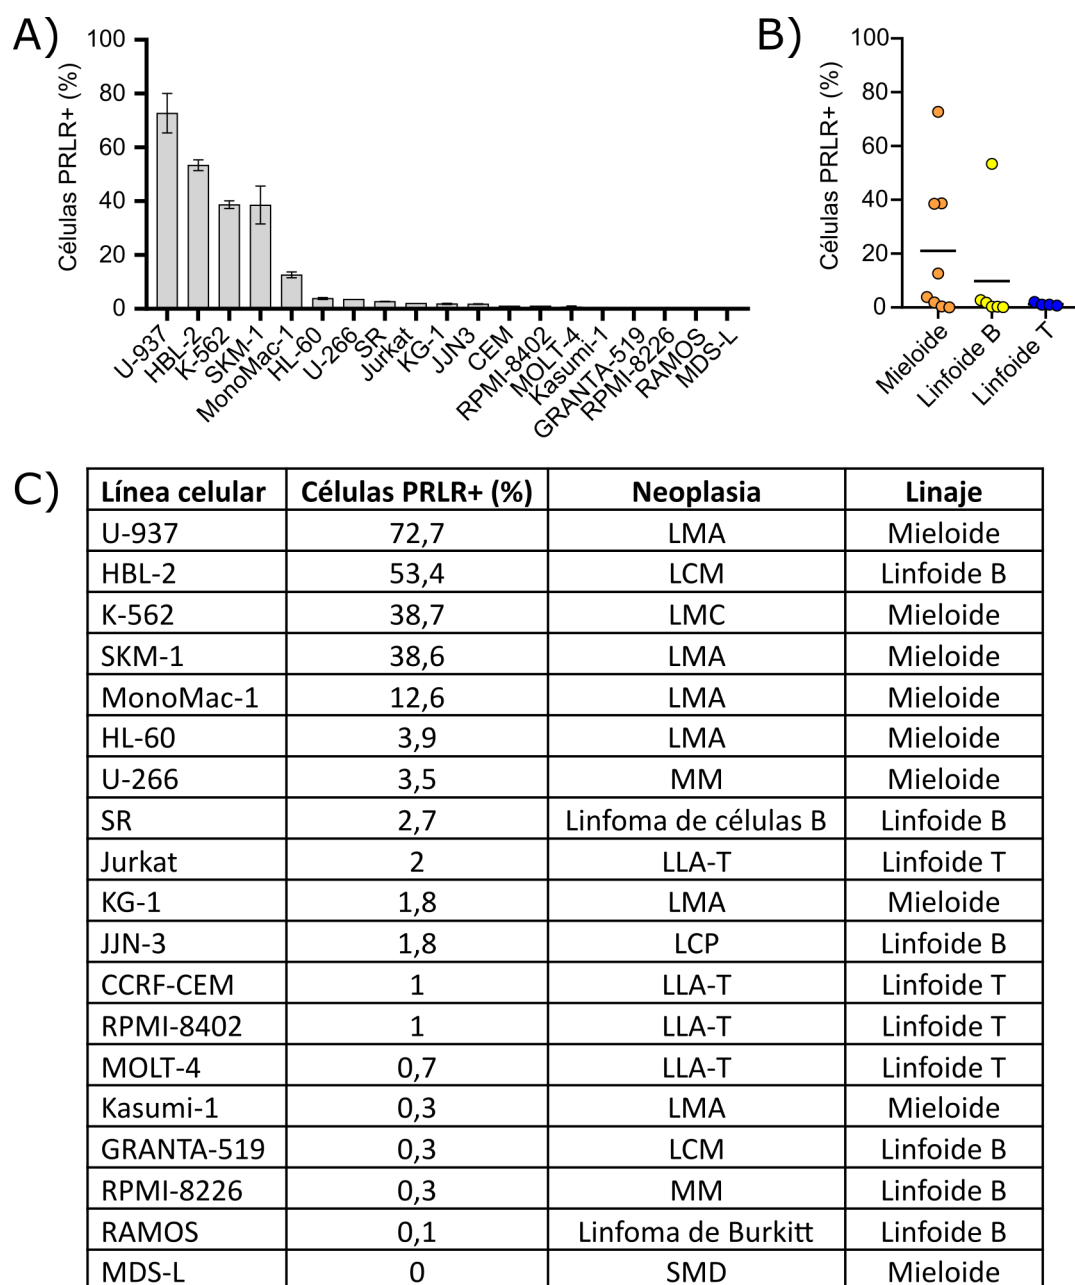 A)
Células PRLR+ (%)
100
80
60
40
20
0
U-937
HBL-2
K-562
SKM-1
MonoMac-1
HL-60
U-266
SR
Jurkat
KG-1
JJN3
CEM
RPMI-8402
MOLT-4
Kasumi-1
GRANTA-519
RPMI-8226
RAMOS
MDS-L
B)
Células PRLR+ (%)
100
80
60
40
20
0
Mieloide
Linfoide B
Linfoide T
C)
Línea celular Células PRLR+ (%) Neoplasia Linaje
U-937 72,7 LMA Mieloide
HBL-2 53,4 LCM Linfoide B
K-562 38,7 LMC Mieloide
SKM-1 38,6 LMA Mieloide
MonoMac-1 12,6 LMA Mieloide
HL-60 3,9 LMA Mieloide
U-266 3,5 MM Mieloide
SR 2,7 Linfoma de células B Linfoide B
Jurkat 2 LLA-T Linfoide T
KG-1 1,8 LMA Mieloide
JJN-3 1,8 LCP Linfoide B
CCRF-CEM 1 LLA-T Linfoide T
RPMI-8402 1 LLA-T Linfoide T
MOLT-4 0,7 LLA-T Linfoide T
Kasumi-1 0,3 LMA Mieloide
GRANTA-519 0,3 LCM Linfoide B
RPMI-8226 0,3 MM Linfoide B
RAMOS 0,1 Linfoma de Burkitt Linfoide B
MDS-L 0 SMD Mieloide